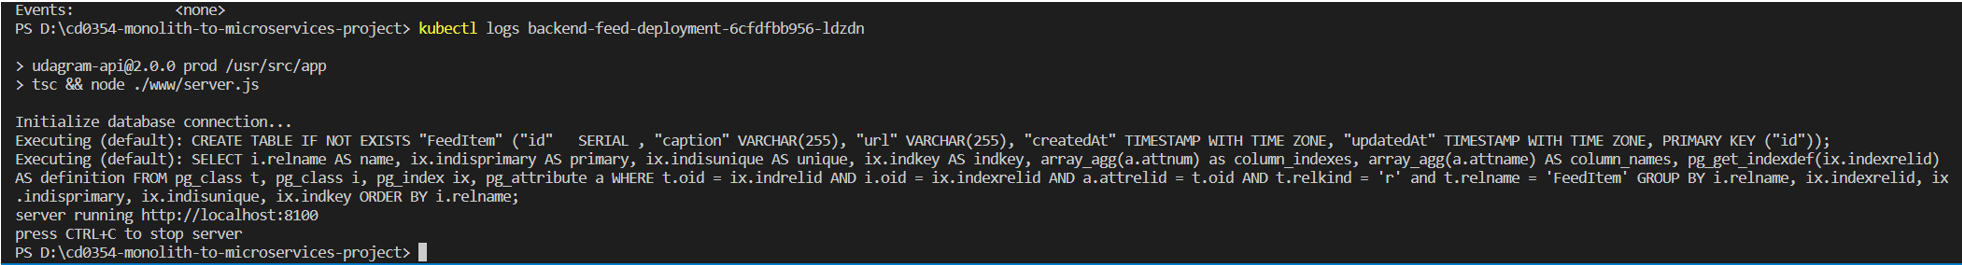 Events:            <none>
PS D:\cd0354-monolith-to-microservices-project> kubectl logs backend-feed-deployment-6cfdfbb956-ldzdn
> udagram-api@2.0.0 prod /usr/src/app
> tsc && node ./www/server.js
Initialize database connection...
Executing (default): CREATE TABLE IF NOT EXISTS "FeedItem" ("id"   SERIAL , "caption" VARCHAR(255), "url" VARCHAR(255), "createdAt" TIMESTAMP WITH TIME ZONE, "updatedAt" TIMESTAMP WITH TIME ZONE, PRIMARY KEY ("id"));
Executing (default): SELECT i.relname AS name, ix.indisprimary AS primary, ix.indisunique AS unique, ix.indkey AS indkey, array_agg(a.attnum) as column_indexes, array_agg(a.attname) AS column_names, pg_get_indexdef(ix.indexrelid)
AS definition FROM pg_class t, pg_class i, pg_index ix, pg_attribute a WHERE t.oid = ix.indrelid AND i.oid = ix.indexrelid AND a.attrelid = t.oid AND t.relkind = 'r' and t.relname = 'FeedItem' GROUP BY i.relname, ix.indexrelid, ix
.indisprimary, ix.indisunique, ix.indkey ORDER BY i.relname;
server running http://localhost:8100
press CTRL+C to stop server
PS D:\cd0354-monolith-to-microservices-project>